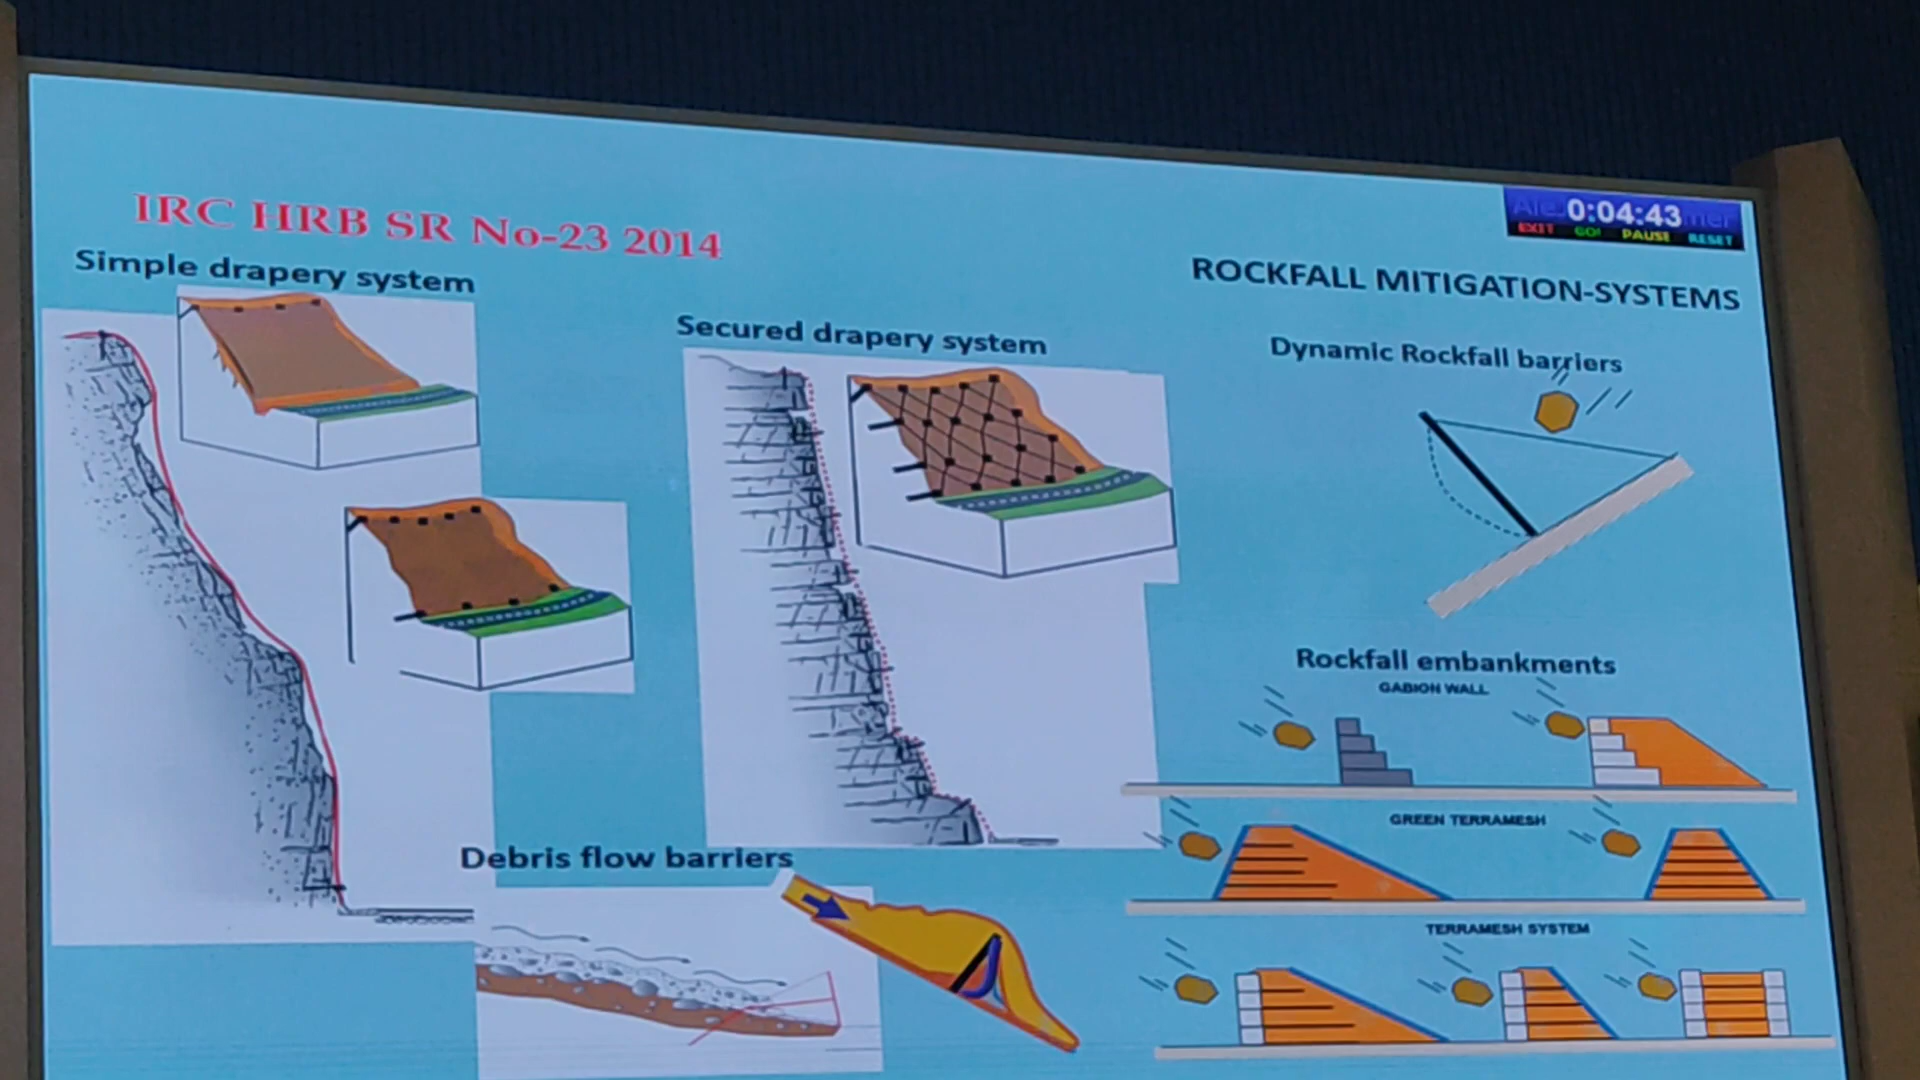 IRC HRB SR No-23 2014
0:04:43
EXIT GO! PAUSE RESET
ROCKFALL MITIGATION-SYSTEMS
Simple drapery system
Secured drapery system
Dynamic Rockfall barriers
Rockfall embankments
GABION WALL
GREEN TERRAMESH
TERRAMESH SYSTEM
Debris flow barriers